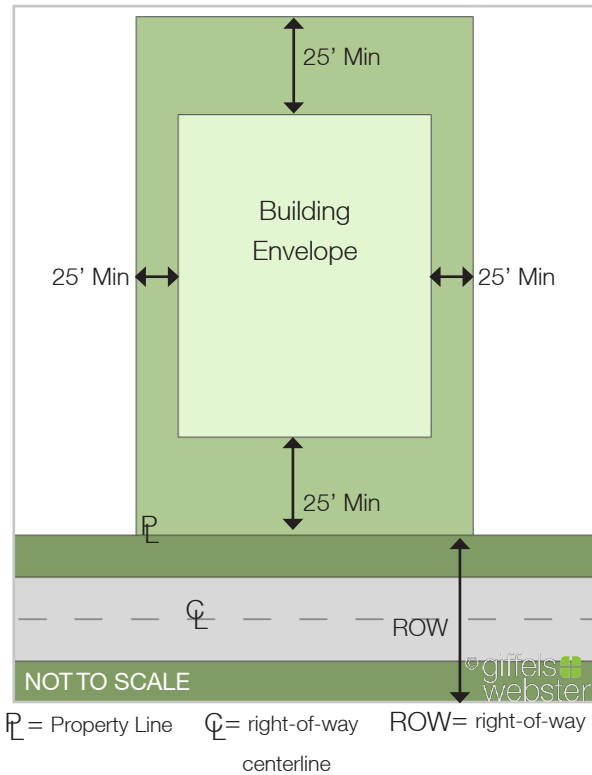 25’ Min
Building
Envelope
25’ Min
25’ Min
25’ Min
PL
CL
ROW
NOT TO SCALE
© giffels
webster
PL = Property Line CL= right-of-way ROW= right-of-way
centerline